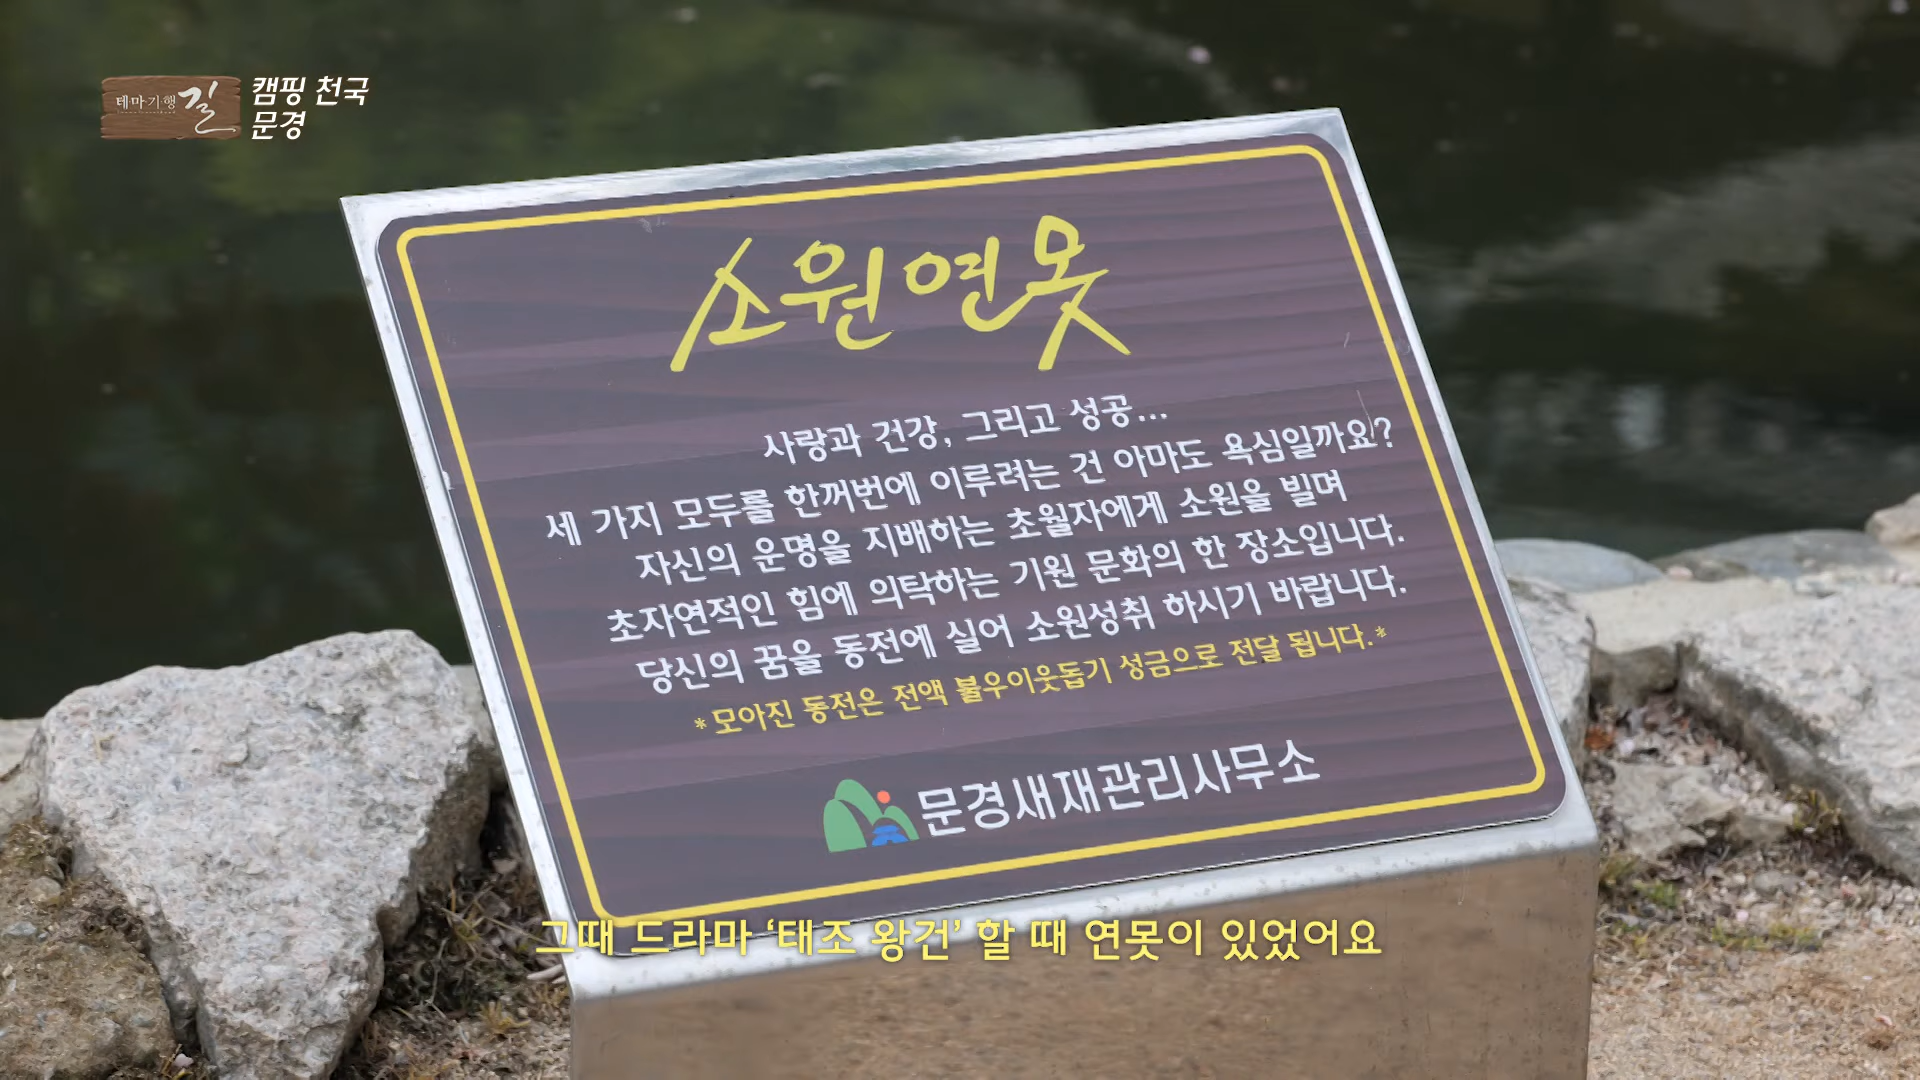 테마기행 길
캠핑 천국
문경
소원연못
사랑과 건강, 그리고 성공...
세 가지 모두를 한꺼번에 이루려는 건 아마도 욕심일까요?
자신의 운명을 지배하는 초월자에게 소원을 빌며
초자연적인 힘에 의탁하는 기원 문화의 한 장소입니다.
당신의 꿈을 동전에 실어 소원성취 하시기 바랍니다.
*모아진 동전은 전액 불우이웃돕기 성금으로 전달 됩니다.*
문경새재관리사무소
그때 드라마 ‘태조 왕건’ 할 때 연못이 있었어요